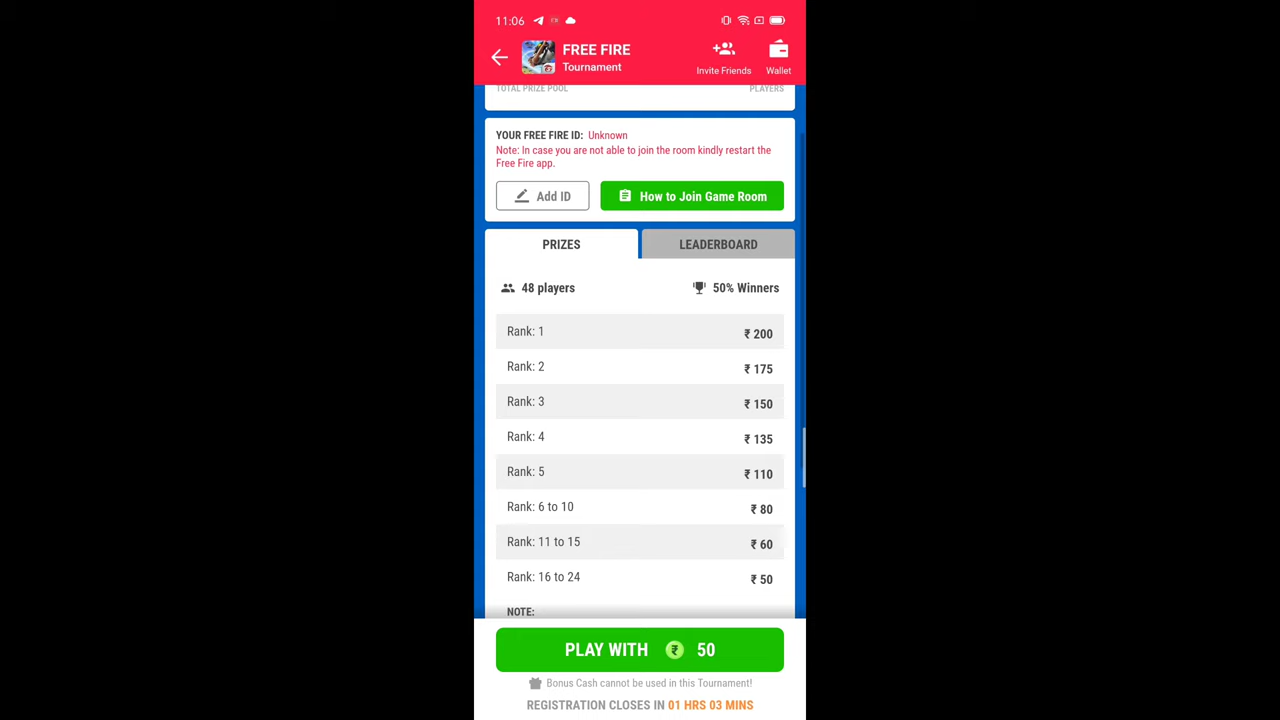 11:06
FREE FIRE
Tournament
Invite Friends
Wallet
TOTAL PRIZE POOL PLAYERS
YOUR FREE FIRE ID: Unknown
Note: In case you are not able to join the room kindly restart the
Free Fire app.
Add ID
How to Join Game Room
PRIZES
LEADERBOARD
48 players
50% Winners
Rank: 1 ₹ 200
Rank: 2 ₹ 175
Rank: 3 ₹ 150
Rank: 4 ₹ 135
Rank: 5 ₹ 110
Rank: 6 to 10 ₹ 80
Rank: 11 to 15 ₹ 60
Rank: 16 to 24 ₹ 50
NOTE:
PLAY WITH ₹ 50
Bonus Cash cannot be used in this Tournament!
REGISTRATION CLOSES IN 01 HRS 03 MINS